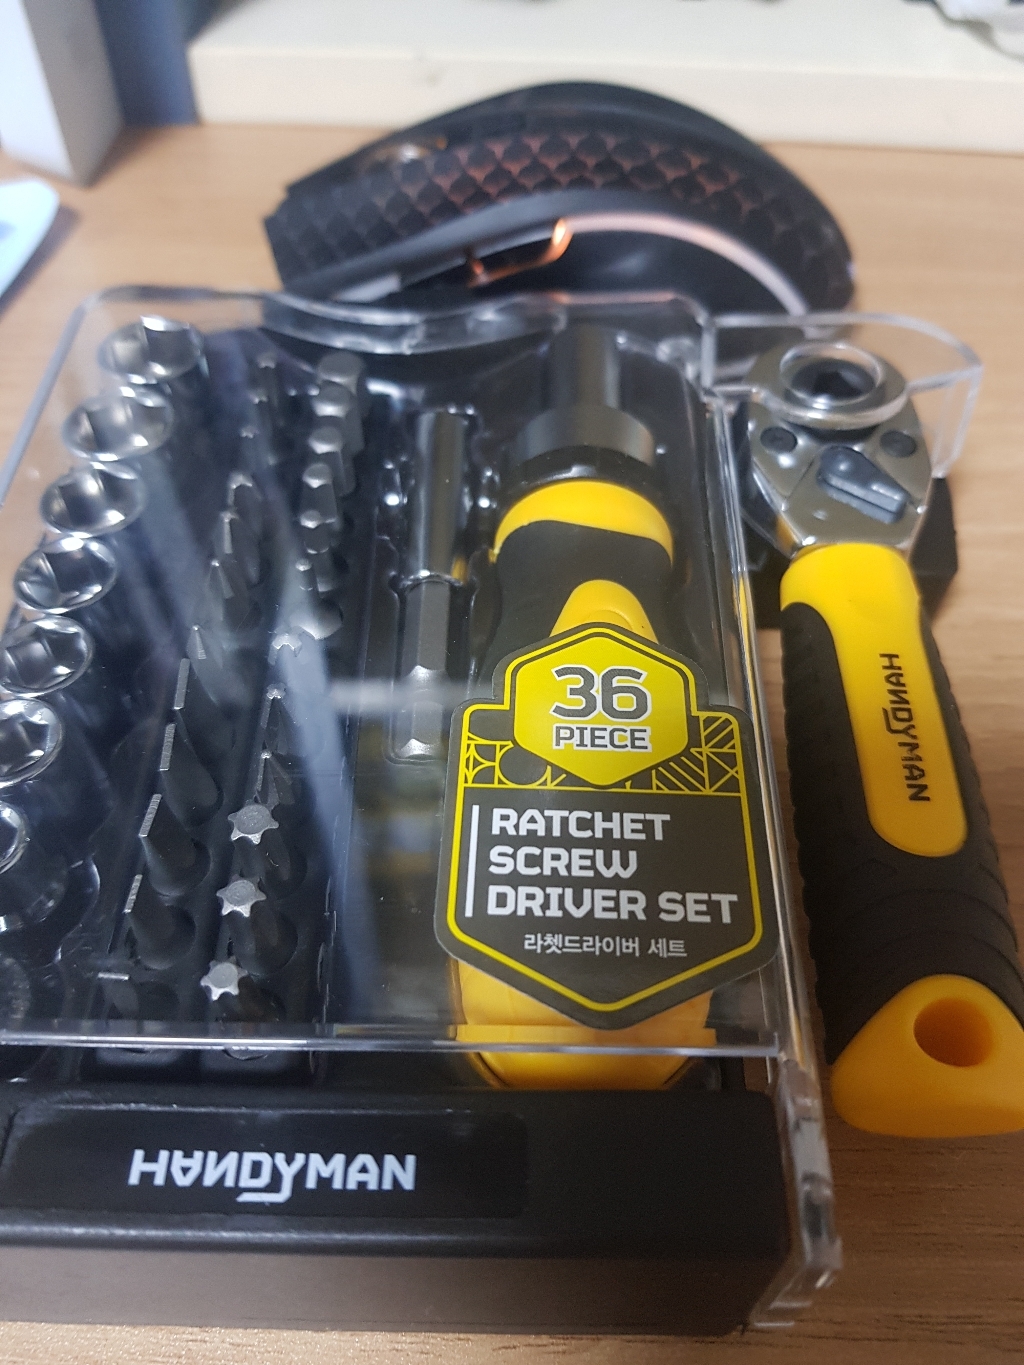 36
PIECE
RATCHET
SCREW
DRIVER SET
라쳇드라이버 세트
HANDYMAN
HANDYMAN